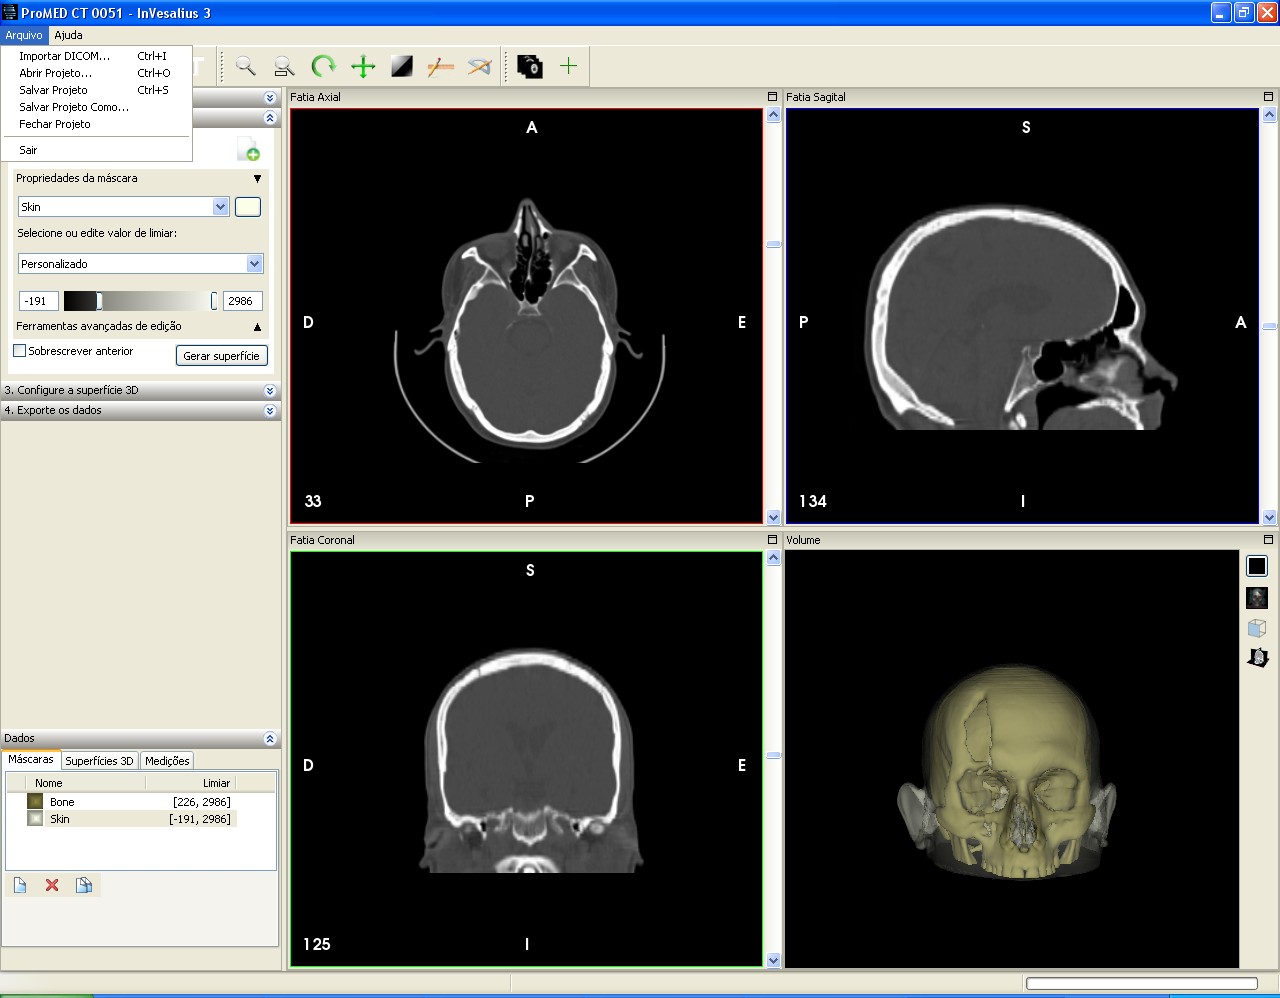 ProMED CT 0051 - InVesalius 3
Arquivo Ajuda
Importar DICOM... Ctrl+I
Abrir Projeto... Ctrl+O
Salvar Projeto Ctrl+S
Salvar Projeto Como...
Fechar Projeto
Sair
Propriedades da máscara
Skin
Selecione ou edite valor de limiar:
Personalizado
-191 2986
Ferramentas avançadas de edição
Sobrescrever anterior
Gerar superfície
3. Configure a superfície 3D
4. Exporte os dados
Dados
Máscaras Superfícies 3D Medições
Nome Limiar
Bone [226, 2986]
Skin [-191, 2986]
Fatia Axial
A
D E
33 P
Fatia Sagital
S
P A
134 I
Fatia Coronal
S
D E
125 I
Volume